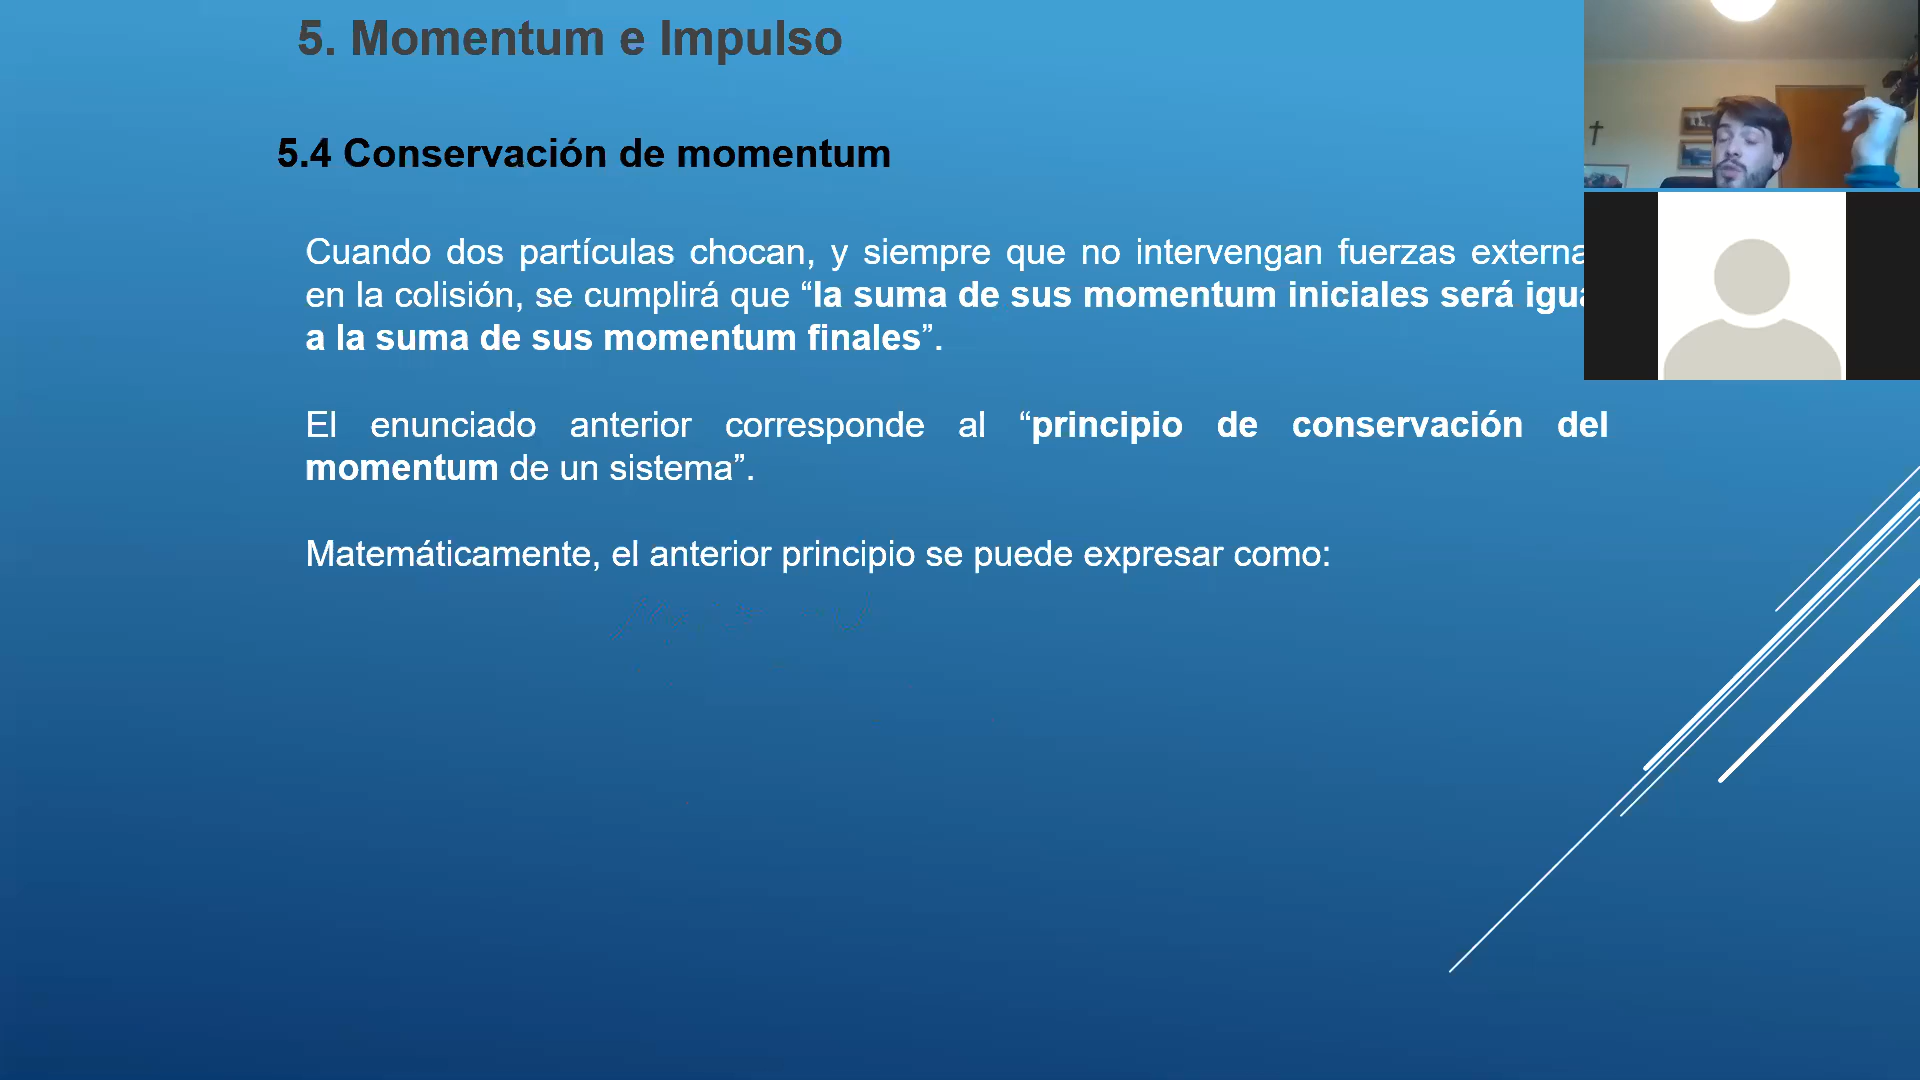 5. Momentum e Impulso
5.4 Conservación de momentum
Cuando dos partículas chocan, y siempre que no intervengan fuerzas externa
en la colisión, se cumplirá que “la suma de sus momentum iniciales será igua
a la suma de sus momentum finales”.
El enunciado anterior corresponde al “principio de conservación del
momentum de un sistema”.
Matemáticamente, el anterior principio se puede expresar como: